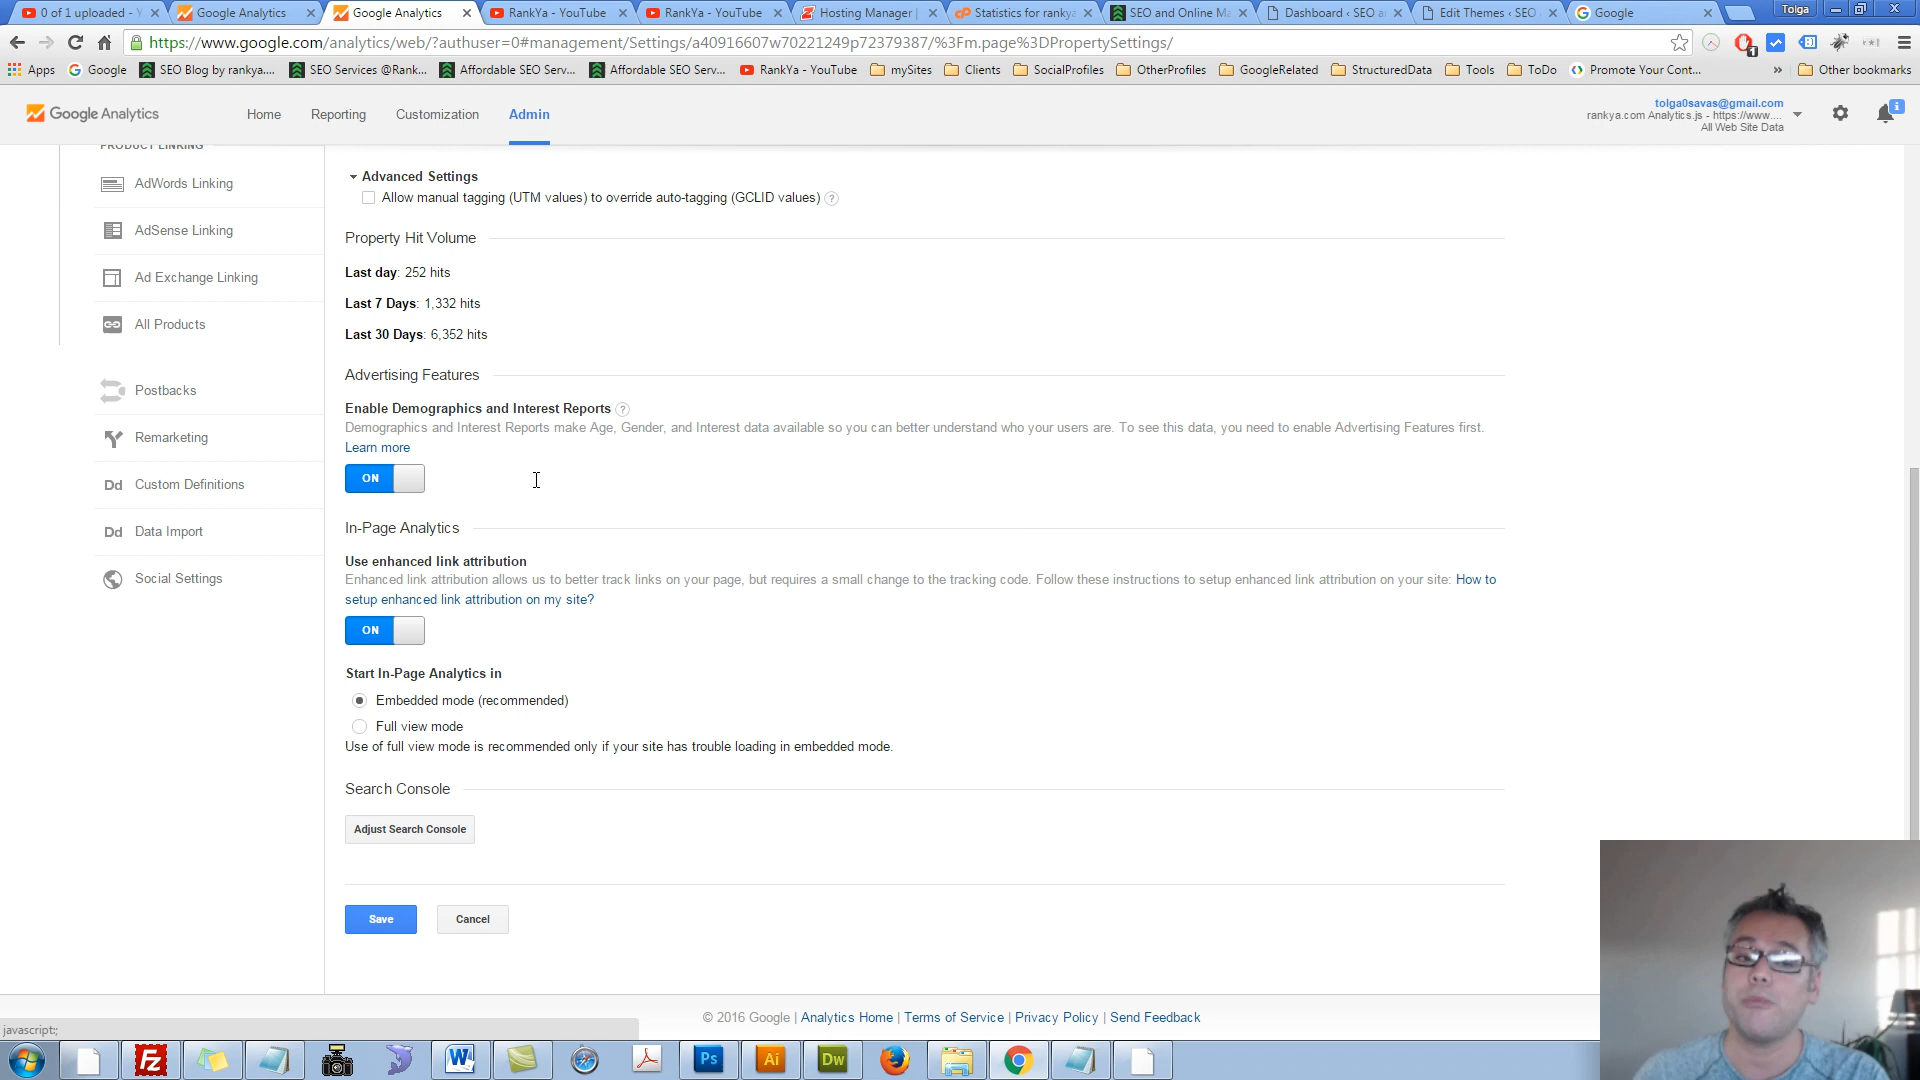 0 of 1 uploaded - Y
Google Analytics
Google Analytics
RankYa - YouTube
RankYa - YouTube
Hosting Manager |
Statistics for rankya
SEO and Online Ma
Dashboard ‹ SEO a
Edit Themes ‹ SEO
Google
Tolga
https://www.google.com/analytics/web/?authuser=0#management/Settings/a40916607w70221249p72379387/%3Fm.page%3DPropertySettings/
1
Apps
Google
SEO Blog by rankya....
SEO Services @Rank...
Affordable SEO Serv...
Affordable SEO Serv...
RankYa - YouTube
mySites
Clients
SocialProfiles
OtherProfiles
GoogleRelated
StructuredData
Tools
ToDo
Promote Your Cont...
»
Other bookmarks
Google Analytics
Home
Reporting
Customization
Admin
tolga0savas@gmail.com
rankya.com Analytics.js - https://www....
All Web Site Data
PRODUCT LINKING
AdWords Linking
AdSense Linking
Ad Exchange Linking
All Products
Postbacks
Remarketing
Dd Custom Definitions
Dd Data Import
Social Settings
Advanced Settings
Allow manual tagging (UTM values) to override auto-tagging (GCLID values) ?
Property Hit Volume
Last day: 252 hits
Last 7 Days: 1,332 hits
Last 30 Days: 6,352 hits
Advertising Features
Enable Demographics and Interest Reports ?
Demographics and Interest Reports make Age, Gender, and Interest data available so you can better understand who your users are. To see this data, you need to enable Advertising Features first.
Learn more
ON
In-Page Analytics
Use enhanced link attribution
Enhanced link attribution allows us to better track links on your page, but requires a small change to the tracking code. Follow these instructions to setup enhanced link attribution on your site: How to
setup enhanced link attribution on my site?
ON
Start In-Page Analytics in
Embedded mode (recommended)
Full view mode
Use of full view mode is recommended only if your site has trouble loading in embedded mode.
Search Console
Adjust Search Console
Save
Cancel
© 2016 Google | Analytics Home | Terms of Service | Privacy Policy | Send Feedback
javascript:;
Fz
W
Ps
Ai
Dw